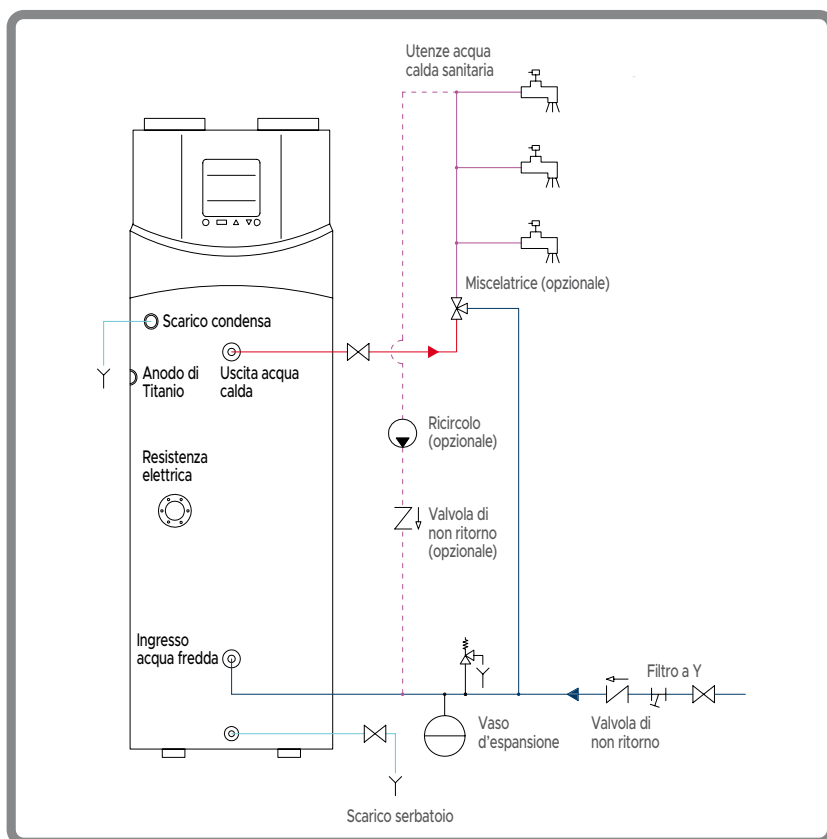 Utenze acqua
calda sanitaria
Miscelatrice (opzionale)
Scarico condensa
Anodo di
Titanio
Uscita acqua
calda
Ricircolo
(opzionale)
Resistenza
elettrica
Valvola di
non ritorno
(opzionale)
Ingresso
acqua fredda
Filtro a Y
Vaso
d'espansione
Valvola di
non ritorno
Scarico serbatoio